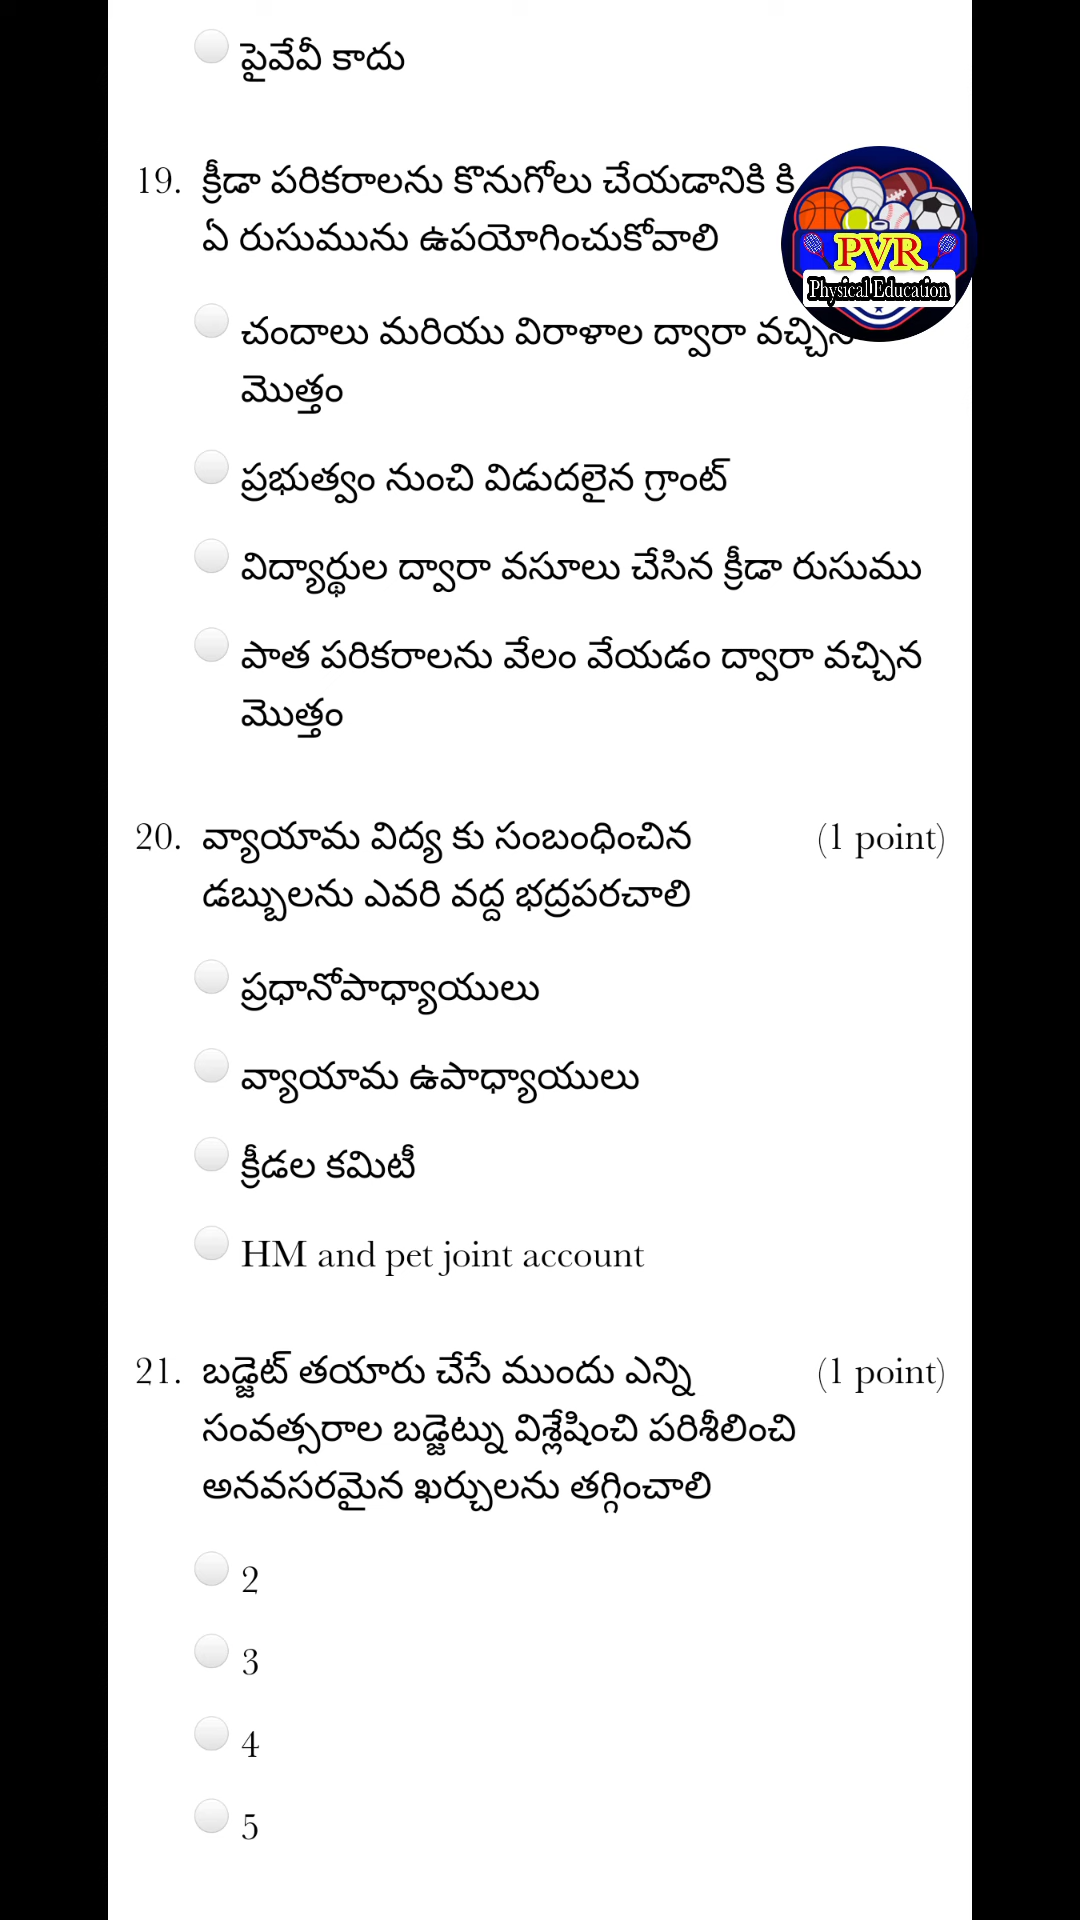 పైవేవీ కాదు
19. క్రీడా పరికరాలను కొనుగోలు చేయడానికి కి
ఏ రుసుమును ఉపయోగించుకోవాలి
PVR
Physical Education
చందాలు మరియు విరాళాల ద్వారా వచ్చిన
మొత్తం
ప్రభుత్వం నుంచి విడుదలైన గ్రాంట్
విద్యార్థుల ద్వారా వసూలు చేసిన క్రీడా రుసుము
పాత పరికరాలను వేలం వేయడం ద్వారా వచ్చిన
మొత్తం
20. వ్యాయామ విద్య కు సంబంధించిన (1 point)
డబ్బులను ఎవరి వద్ద భద్రపరచాలి
ప్రధానోపాధ్యాయులు
వ్యాయామ ఉపాధ్యాయులు
క్రీడల కమిటీ
HM and pet joint account
21. బడ్జెట్ తయారు చేసే ముందు ఎన్ని (1 point)
సంవత్సరాల బడ్జెట్ను విశ్లేషించి పరిశీలించి
అనవసరమైన ఖర్చులను తగ్గించాలి
2
3
4
5